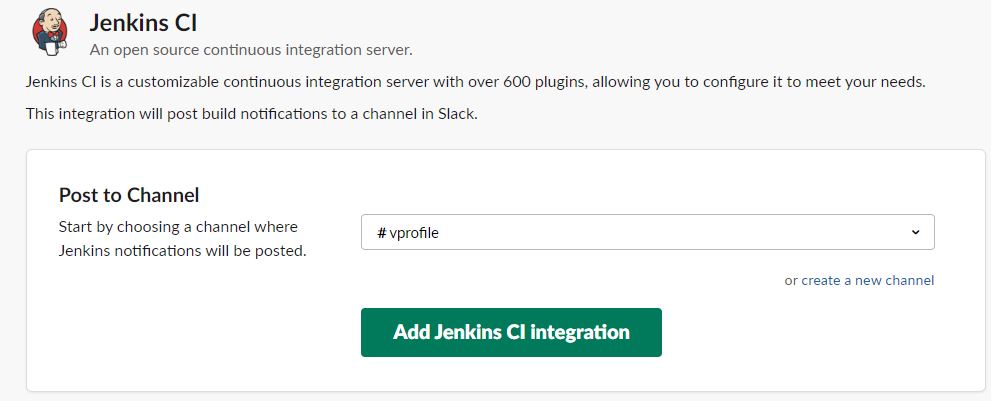 Jenkins CI
An open source continuous integration server.
Jenkins CI is a customizable continuous integration server with over 600 plugins, allowing you to configure it to meet your needs.
This integration will post build notifications to a channel in Slack.
Post to Channel
Start by choosing a channel where
Jenkins notifications will be posted.
# vprofile
or create a new channel
Add Jenkins CI integration